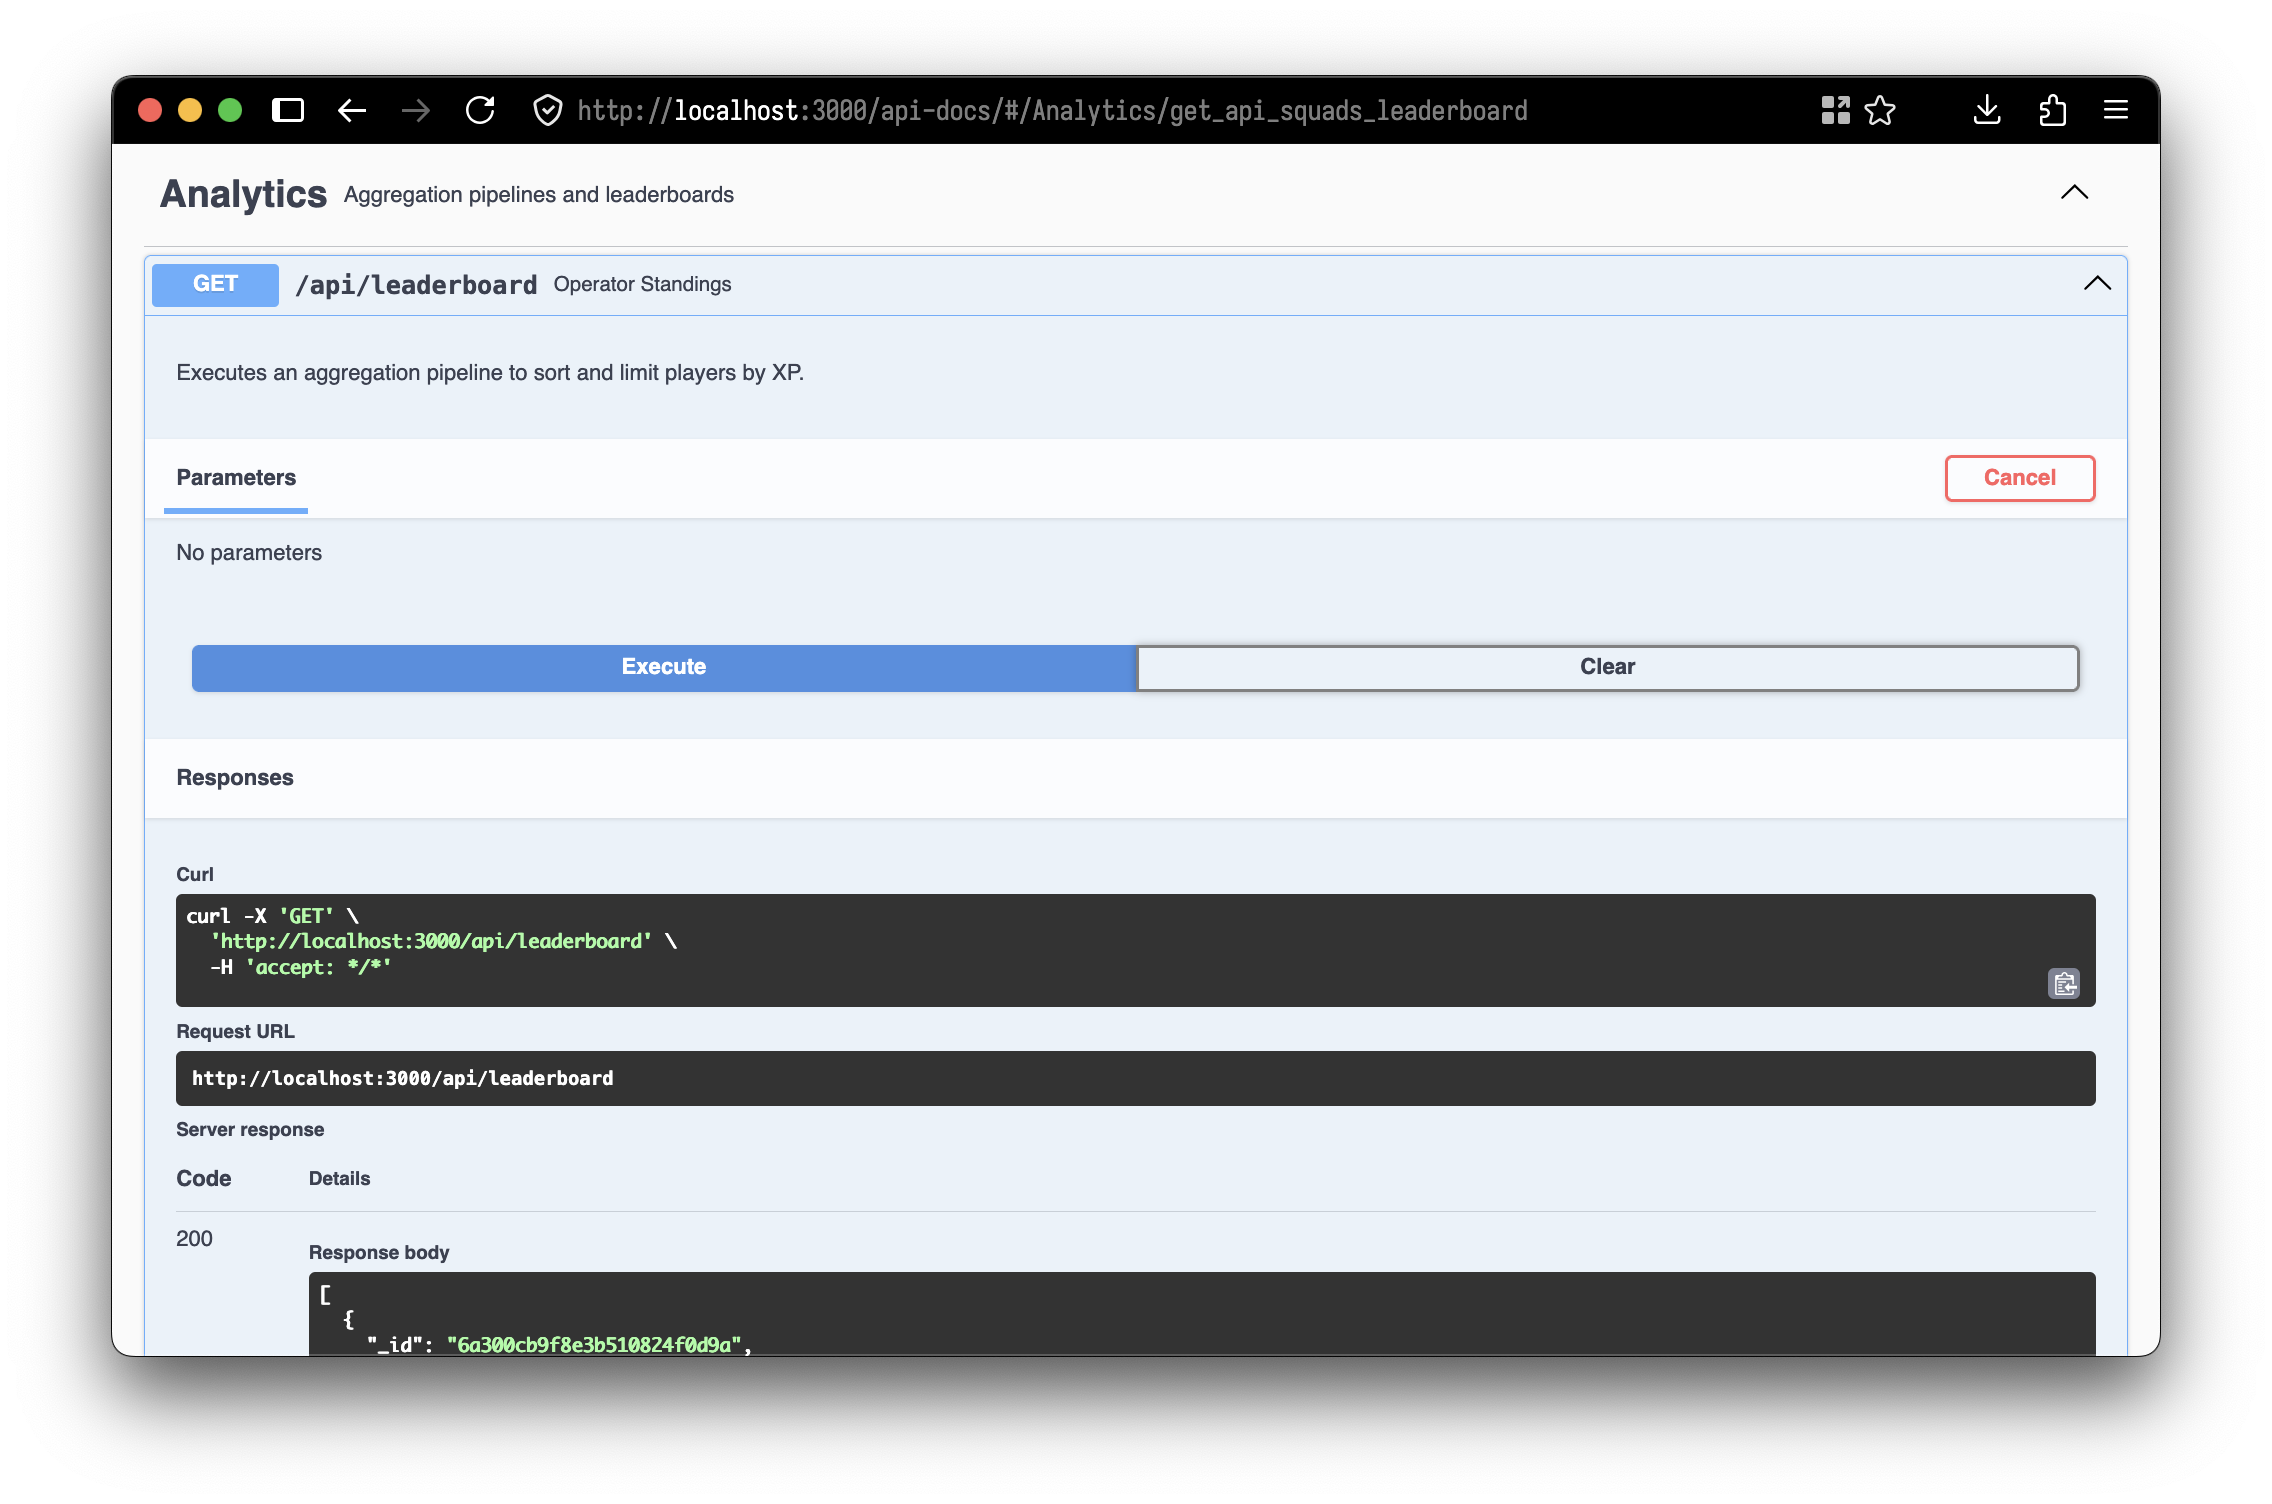 http://localhost:3000/api-docs/#/Analytics/get_api_squads_leaderboard
Analytics Aggregation pipelines and leaderboards
GET /api/leaderboard Operator Standings
Executes an aggregation pipeline to sort and limit players by XP.
Parameters Cancel
No parameters
Execute Clear
Responses
Curl
curl -X 'GET' \
'http://localhost:3000/api/leaderboard' \
-H 'accept: */*'
Request URL
http://localhost:3000/api/leaderboard
Server response
Code Details
200
Response body
[
{
"_id": "6a300cb9f8e3b510824f0d9a",